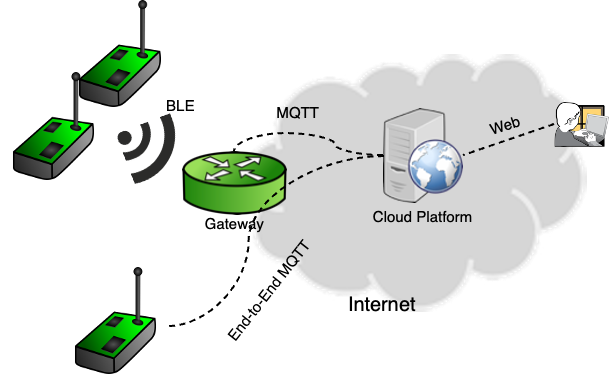 BLE
MQTT
Web
Gateway
Cloud Platform
End-to-End MQTT
Internet